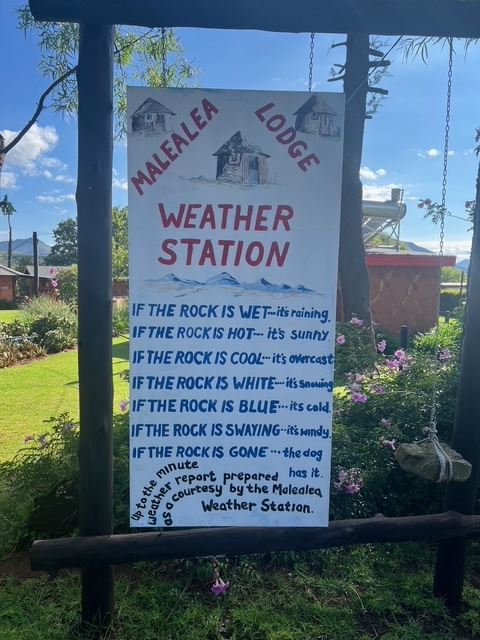 MALEALEA LODGE
WEATHER
STATION
IF THE ROCK IS WET---it's raining.
IF THE ROCK IS HOT--- it's sunny.
IF THE ROCK IS COOL---it's overcast
IF THE ROCK IS WHITE---it's snowing
IF THE ROCK IS BLUE---its cold.
IF THE ROCK IS SWAYING--it's windy.
IF THE ROCK IS GONE --- the dog
has it.
Up to the minute
weather report prepared
as a courtesy by the Malealea
Weather Station.